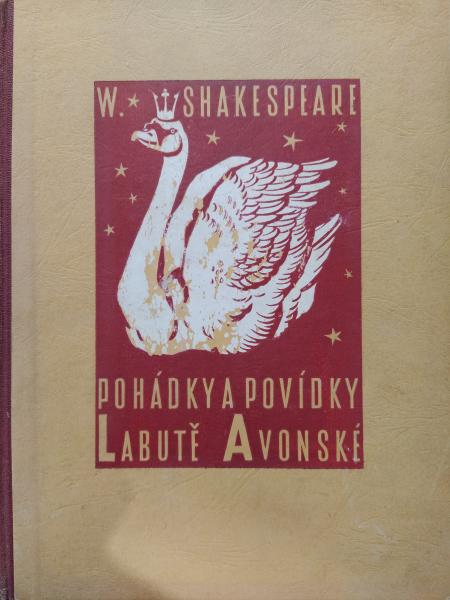 W. SHAKESPEARE
POHÁDKY A POVÍDKY
LABUTĚ AVONSKÉ